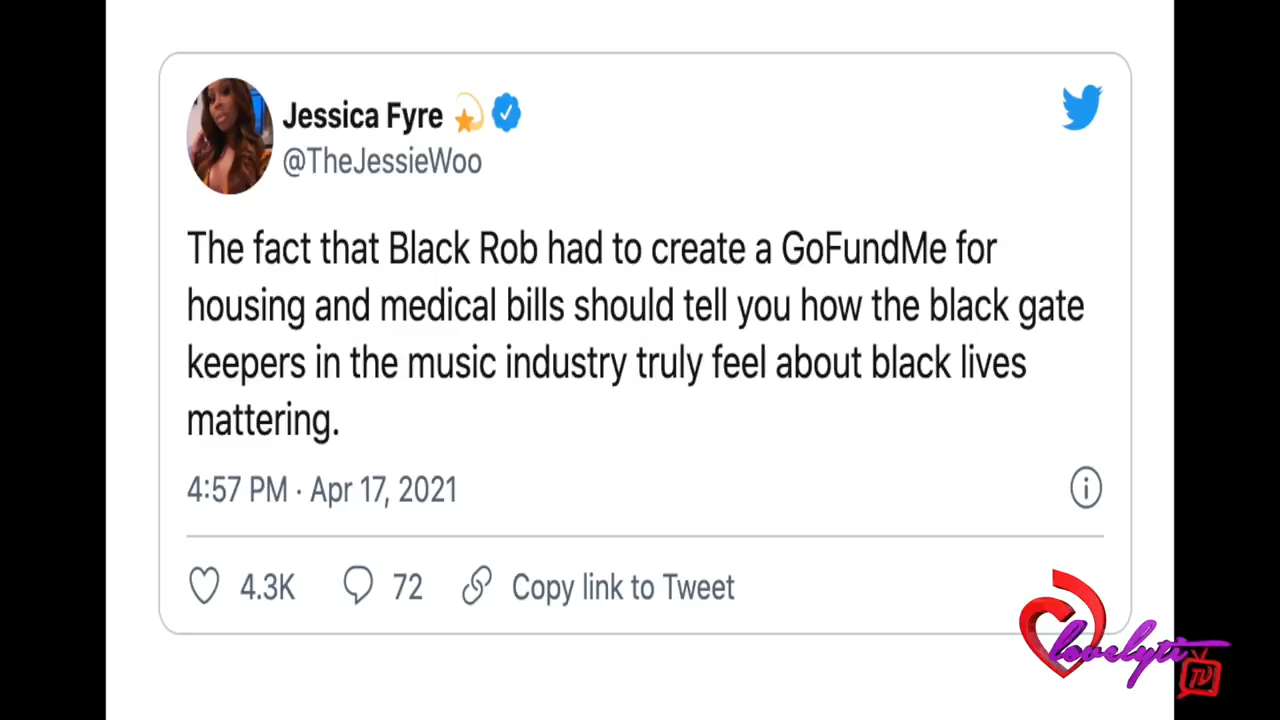 Jessica Fyre
@TheJessieWoo
The fact that Black Rob had to create a GoFundMe for
housing and medical bills should tell you how the black gate
keepers in the music industry truly feel about black lives
mattering.
4:57 PM · Apr 17, 2021
4.3K 72 Copy link to Tweet
lovelyti
TV